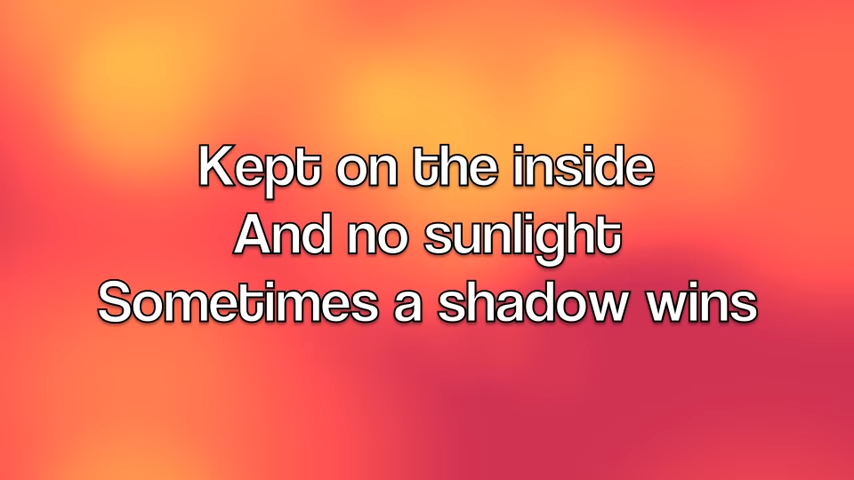 Kept on the inside
And no sunlight
Sometimes a shadow wins